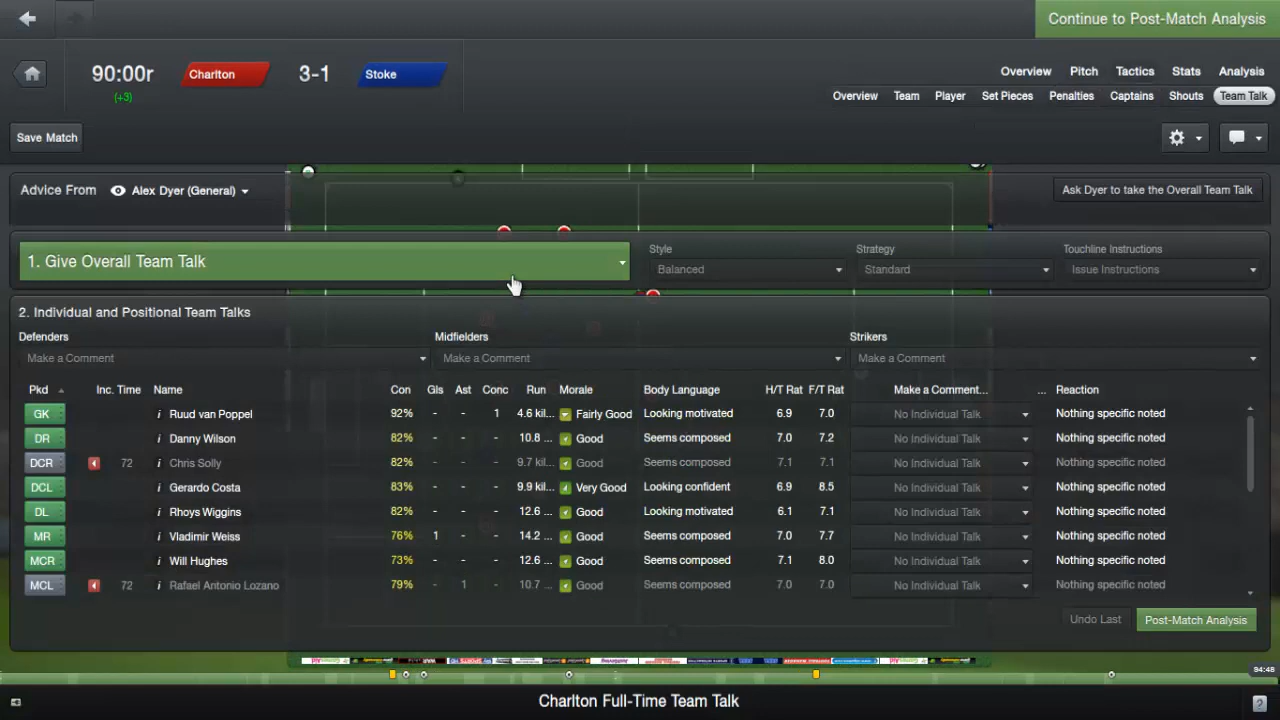 Continue to Post-Match Analysis
90:00r Charlton 3-1 Stoke
(+3)
Overview Pitch Tactics Stats Analysis
Overview Team Player Set Pieces Penalties Captains Shouts Team Talk
Save Match
Advice From Alex Dyer (General) Ask Dyer to take the Overall Team Talk
1. Give Overall Team Talk
Style Strategy Touchline Instructions
Balanced Standard Issue Instructions
2. Individual and Positional Team Talks
Defenders Midfielders Strikers
Make a Comment Make a Comment Make a Comment
Pkd Inc. Time Name Con Gls Ast Conc Run Morale Body Language H/T Rat F/T Rat Make a Comment... ... Reaction
GK i Ruud van Poppel 92% - - 1 4.6 kil... Fairly Good Looking motivated 6.9 7.0 No Individual Talk Nothing specific noted
DR i Danny Wilson 82% - - - 10.8 ... Good Seems composed 7.0 7.2 No Individual Talk Nothing specific noted
DCR 72 i Chris Solly 82% - - - 9.7 kil... Good Seems composed 7.1 7.1 No Individual Talk Nothing specific noted
DCL i Gerardo Costa 83% - - - 9.9 kil... Very Good Looking confident 6.9 8.5 No Individual Talk Nothing specific noted
DL i Rhoys Wiggins 82% - - - 12.6 ... Good Looking motivated 6.1 7.1 No Individual Talk Nothing specific noted
MR i Vladimir Weiss 76% 1 - - 14.2 ... Good Seems composed 7.0 7.7 No Individual Talk Nothing specific noted
MCR i Will Hughes 73% - - - 12.6 ... Good Seems composed 7.1 8.0 No Individual Talk Nothing specific noted
MCL 72 i Rafael Antonio Lozano 79% - 1 - 10.7 ... Good Seems composed 7.0 7.0 No Individual Talk Nothing specific noted
Undo Last Post-Match Analysis
94:48
Charlton Full-Time Team Talk
?